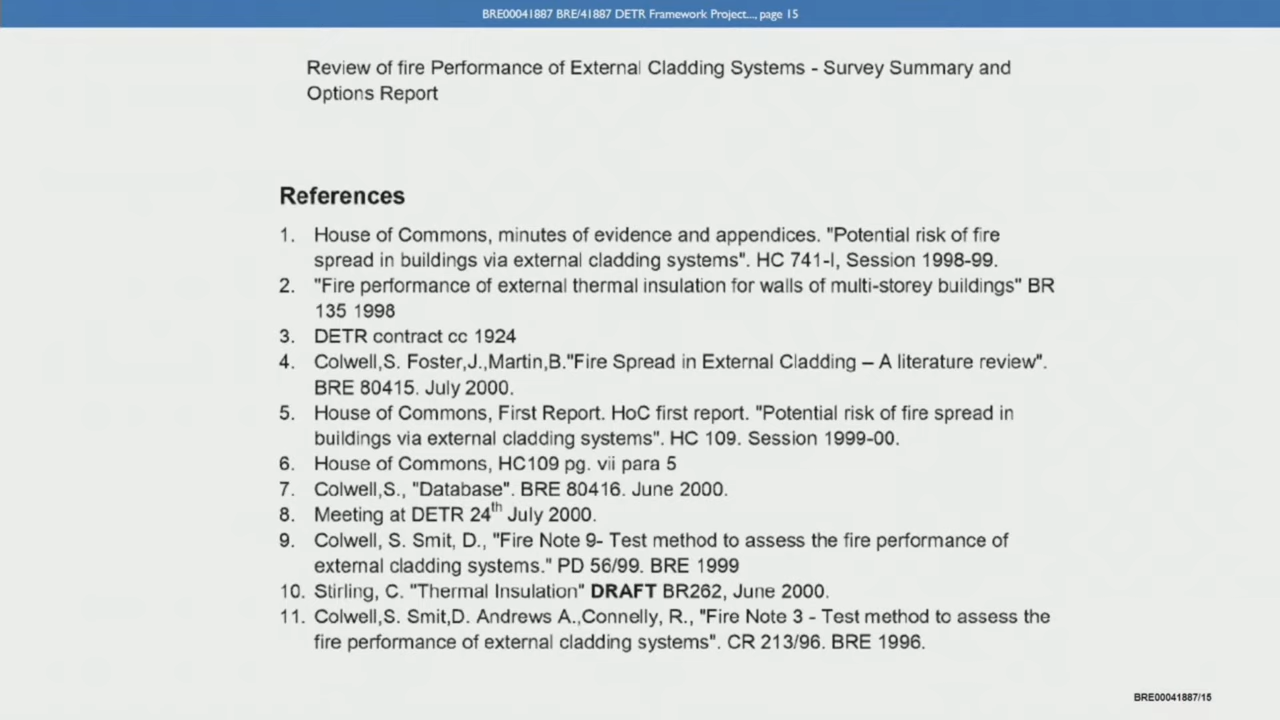 BRE00041887 BRE/41887 DETR Framework Project..., page 15
Review of fire Performance of External Cladding Systems - Survey Summary and
Options Report
References
1. House of Commons, minutes of evidence and appendices. "Potential risk of fire
spread in buildings via external cladding systems". HC 741-I, Session 1998-99.
2. "Fire performance of external thermal insulation for walls of multi-storey buildings" BR
135 1998
3. DETR contract cc 1924
4. Colwell,S. Foster,J.,Martin,B."Fire Spread in External Cladding – A literature review".
BRE 80415. July 2000.
5. House of Commons, First Report. HoC first report. "Potential risk of fire spread in
buildings via external cladding systems". HC 109. Session 1999-00.
6. House of Commons, HC109 pg. vii para 5
7. Colwell,S., "Database". BRE 80416. June 2000.
8. Meeting at DETR 24th July 2000.
9. Colwell, S. Smit, D., "Fire Note 9- Test method to assess the fire performance of
external cladding systems." PD 56/99. BRE 1999
10. Stirling, C. "Thermal Insulation" DRAFT BR262, June 2000.
11. Colwell,S. Smit,D. Andrews A.,Connelly, R., "Fire Note 3 - Test method to assess the
fire performance of external cladding systems". CR 213/96. BRE 1996.
BRE00041887/15